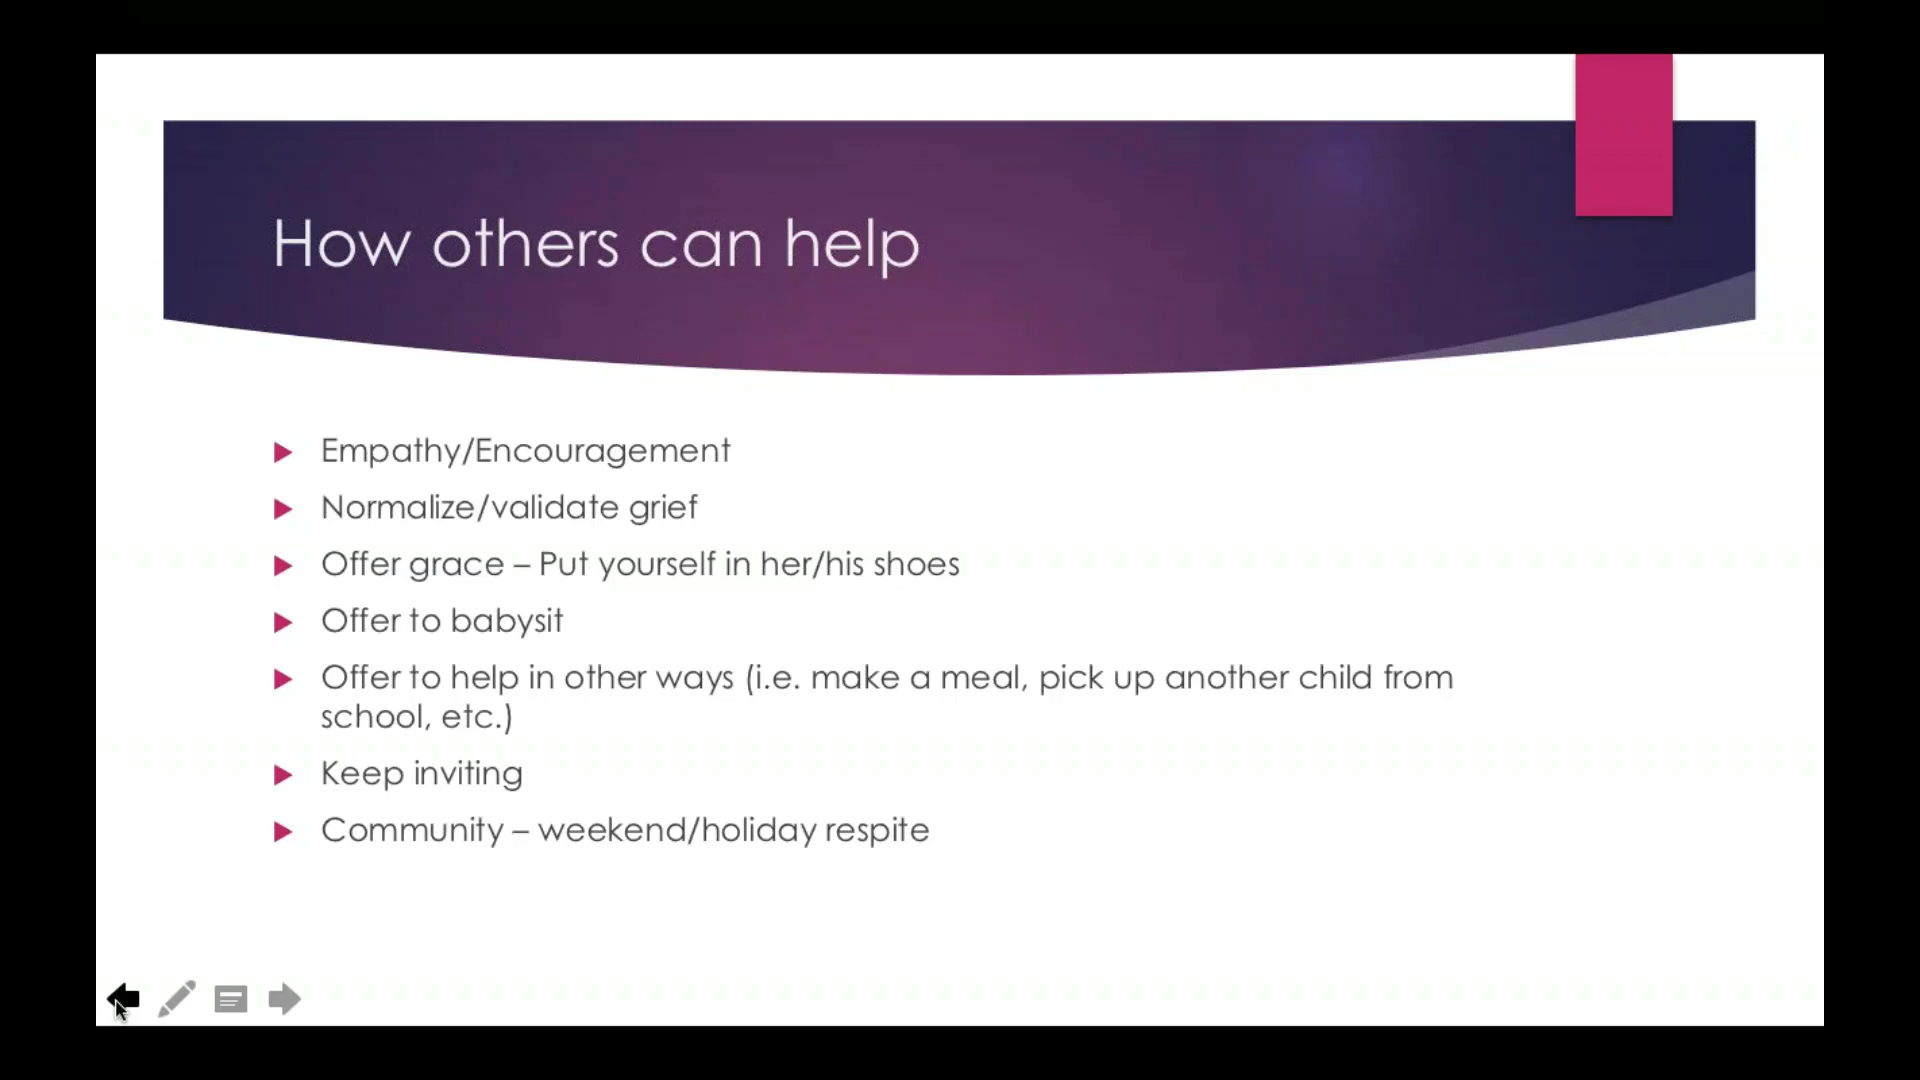 How others can help
Empathy/Encouragement
Normalize/validate grief
Offer grace – Put yourself in her/his shoes
Offer to babysit
Offer to help in other ways (i.e. make a meal, pick up another child from
school, etc.)
Keep inviting
Community – weekend/holiday respite